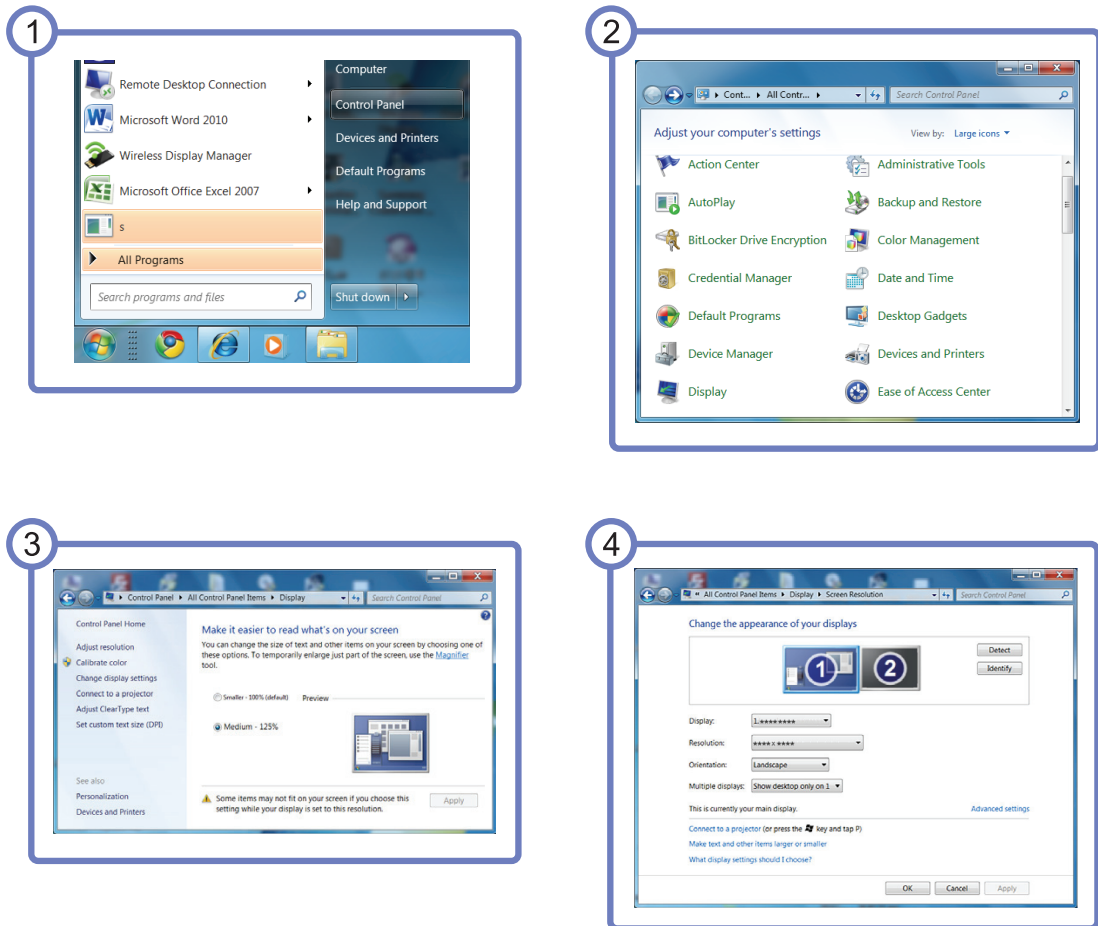 1
Remote Desktop Connection
Microsoft Word 2010
Wireless Display Manager
Microsoft Office Excel 2007
s
All Programs
Search programs and files
Computer
Control Panel
Devices and Printers
Default Programs
Help and Support
Shut down
2
Cont... All Contr...
Search Control Panel
Adjust your computer's settings
View by: Large icons
Action Center
Administrative Tools
AutoPlay
Backup and Restore
BitLocker Drive Encryption
Color Management
Credential Manager
Date and Time
Default Programs
Desktop Gadgets
Device Manager
Devices and Printers
Display
Ease of Access Center
3
Control Panel All Control Panel Items Display
Search Control Panel
Control Panel Home
Adjust resolution
Calibrate color
Change display settings
Connect to a projector
Adjust ClearType text
Set custom text size (DPI)
See also
Personalization
Devices and Printers
Make it easier to read what's on your screen
You can change the size of text and other items on your screen by choosing one of
these options. To temporarily enlarge just part of the screen, use the Magnifier
tool.
Smaller - 100% (default) Preview
Medium - 125%
Some items may not fit on your screen if you choose this
setting while your display is set to this resolution.
Apply
4
« All Control Panel Items Display Screen Resolution
Search Control Panel
Change the appearance of your displays
1 2
Detect
Identify
Display: 1.********
Resolution: **** x ****
Orientation: Landscape
Multiple displays: Show desktop only on 1
This is currently your main display.
Advanced settings
Connect to a projector (or press the key and tap P)
Make text and other items larger or smaller
What display settings should I choose?
OK Cancel Apply